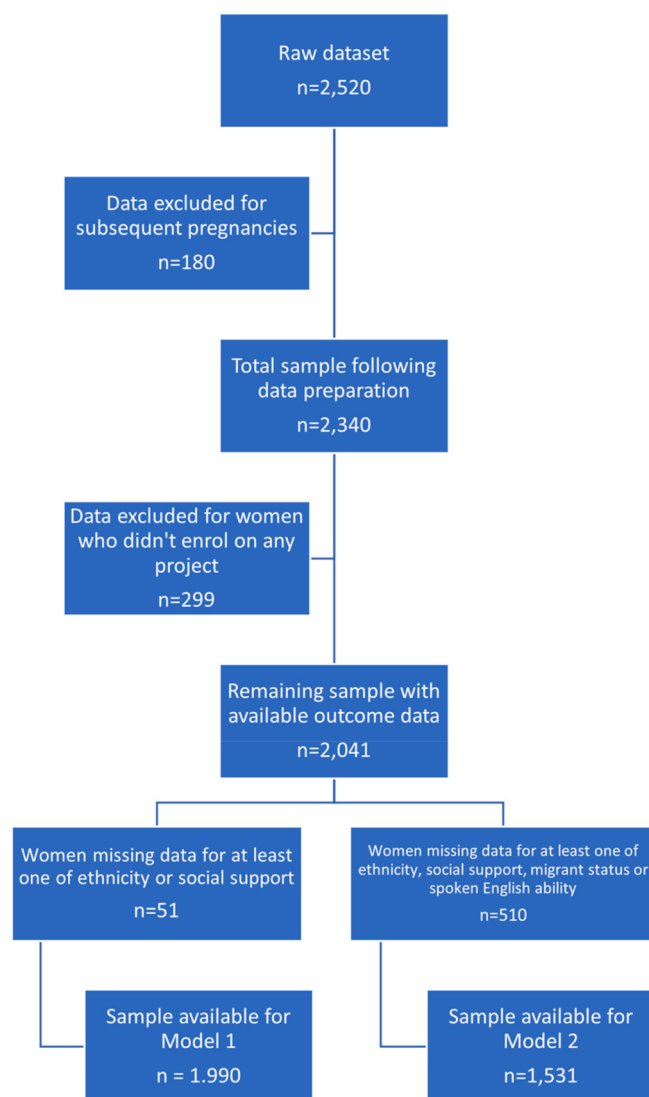 Raw dataset
n=2,520
Data excluded for
subsequent pregnancies
n=180
Total sample following
data preparation
n=2,340
Data excluded for women
who didn't enrol on any
project
n=299
Remaining sample with
available outcome data
n=2,041
Women missing data for at least
one of ethnicity or social support
n=51
Women missing data for at least one of
ethnicity, social support, migrant status or
spoken English ability
n=510
Sample available for
Model 1
n = 1.990
Sample available for
Model 2
n=1,531